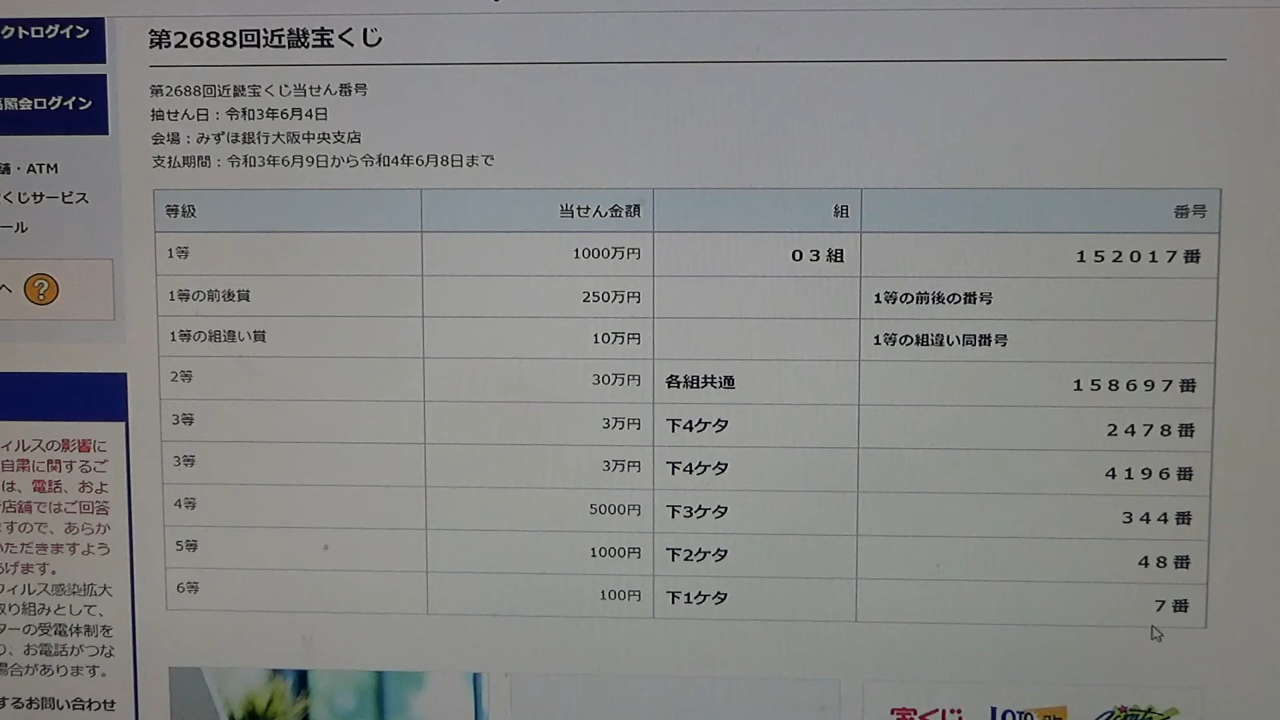 クトログイン
照会ログイン
舗・ATM
くじサービス
ール
へ ?
ィルスの影響に
自粛に関するご
は、電話、およ
店舗ではご回答
ますので、あらか
いただきますよう
あげます。
ウィルス感染拡大
取り組みとして、
ターの受電体制を
り、お電話がつな
場合があります。
するお問い合わせ
第2688回近畿宝くじ
第2688回近畿宝くじ当せん番号
抽せん日：令和3年6月4日
会場：みずほ銀行大阪中央支店
支払期間：令和3年6月9日から令和4年6月8日まで
等級 当せん金額 組 番号
1等 1000万円 03組 152017番
1等の前後賞 250万円 1等の前後の番号
1等の組違い賞 10万円 1等の組違い同番号
2等 30万円 各組共通 158697番
3等 3万円 下4ケタ 2478番
3等 3万円 下4ケタ 4196番
4等 5000円 下3ケタ 344番
5等 1000円 下2ケタ 48番
6等 100円 下1ケタ 7番
宝くじ LOTO